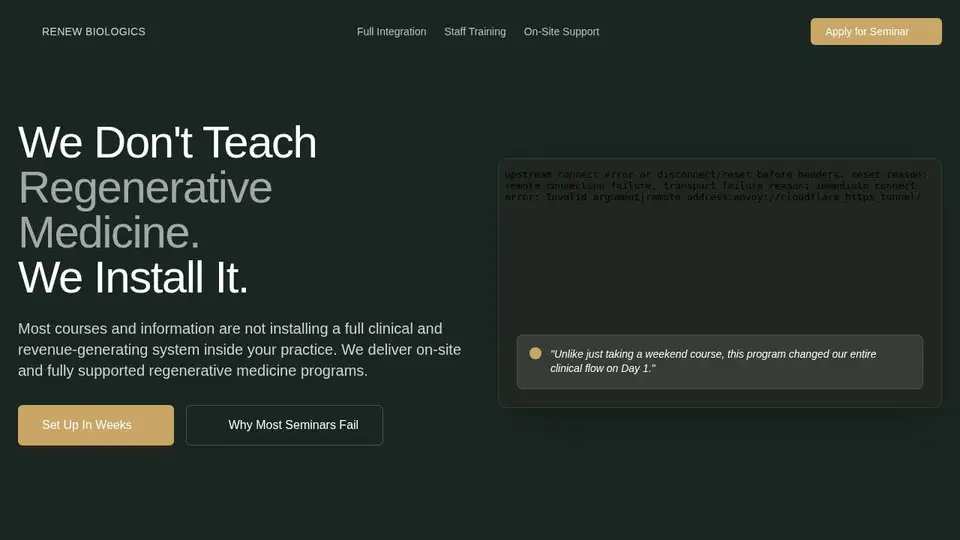 RENEW BIOLOGICS
Full Integration
Staff Training
On-Site Support
Apply for Seminar
We Don't Teach
Regenerative
Medicine.
We Install It.
Most courses and information are not installing a full clinical and
revenue-generating system inside your practice. We deliver on-site
and fully supported regenerative medicine programs.
Set Up In Weeks
Why Most Seminars Fail
upstream connect error or disconnect/reset before headers. reset reason:
remote connection failure, transport failure reason: immediate connect
error: Invalid argument|remote address:envoy://cloudflare_https_tunnel/
"Unlike just taking a weekend course, this program changed our entire
clinical flow on Day 1."